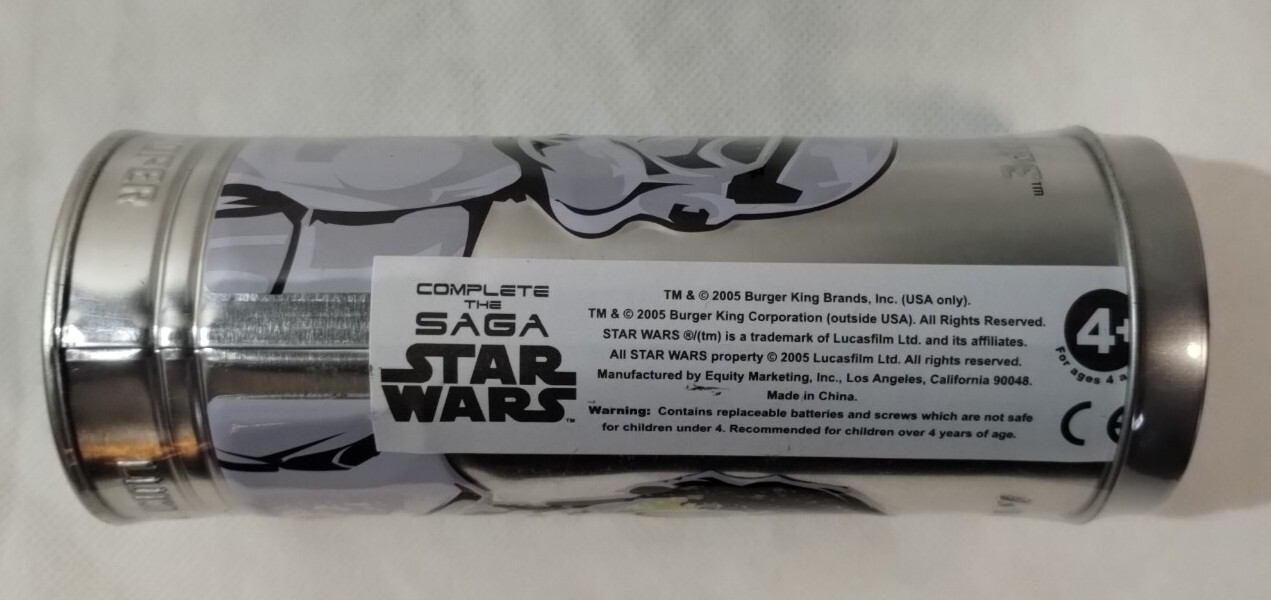 COMPLETE
THE
SAGA
STAR
WARS™
TM & © 2005 Burger King Brands, Inc. (USA only).
TM & © 2005 Burger King Corporation (outside USA). All Rights Reserved.
STAR WARS ®/(tm) is a trademark of Lucasfilm Ltd. and its affiliates.
All STAR WARS property © 2005 Lucasfilm Ltd. All rights reserved.
Manufactured by Equity Marketing, Inc., Los Angeles, California 90048.
Made in China.
Warning: Contains replaceable batteries and screws which are not safe
for children under 4. Recommended for children over 4 years of age.
4+
For ages 4 a
CE
TM